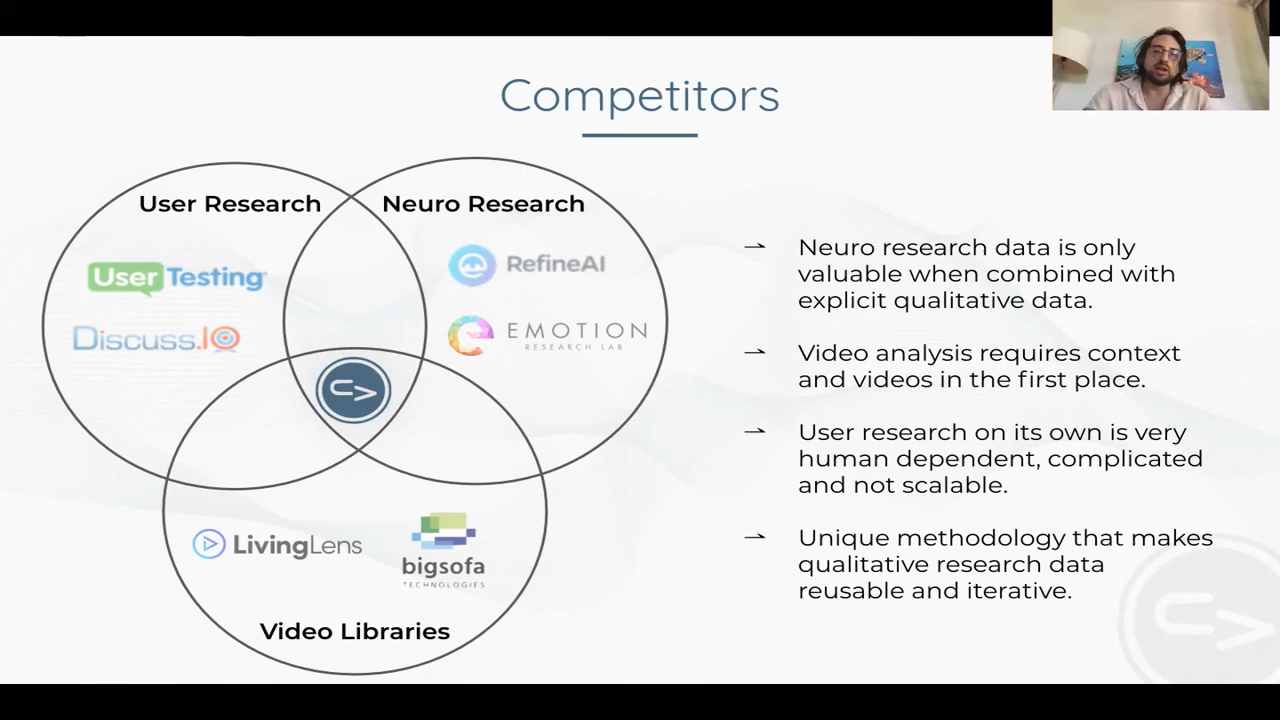 Competitors
User Research
Neuro Research
UserTesting
RefineAI
Discuss.IO
EMOTION
RESEARCH LAB
LivingLens
bigsofa
TECHNOLOGIES
Video Libraries
Neuro research data is only
valuable when combined with
explicit qualitative data.
Video analysis requires context
and videos in the first place.
User research on its own is very
human dependent, complicated
and not scalable.
Unique methodology that makes
qualitative research data
reusable and iterative.